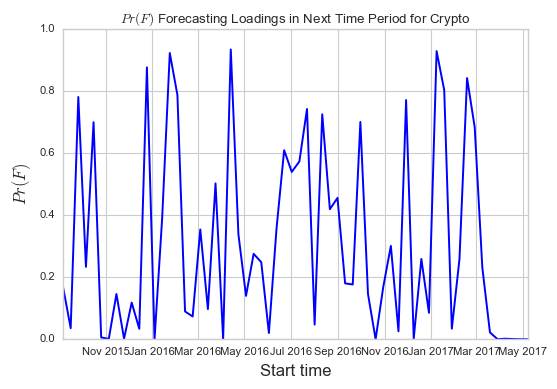 Pr(F) Forecasting Loadings in Next Time Period for Crypto
1.0
0.8
0.6
0.4
0.2
0.0
Pr(F)
Nov 2015 Jan 2016 Mar 2016 May 2016 Jul 2016 Sep 2016 Nov 2016 Jan 2017 Mar 2017 May 2017
Start time